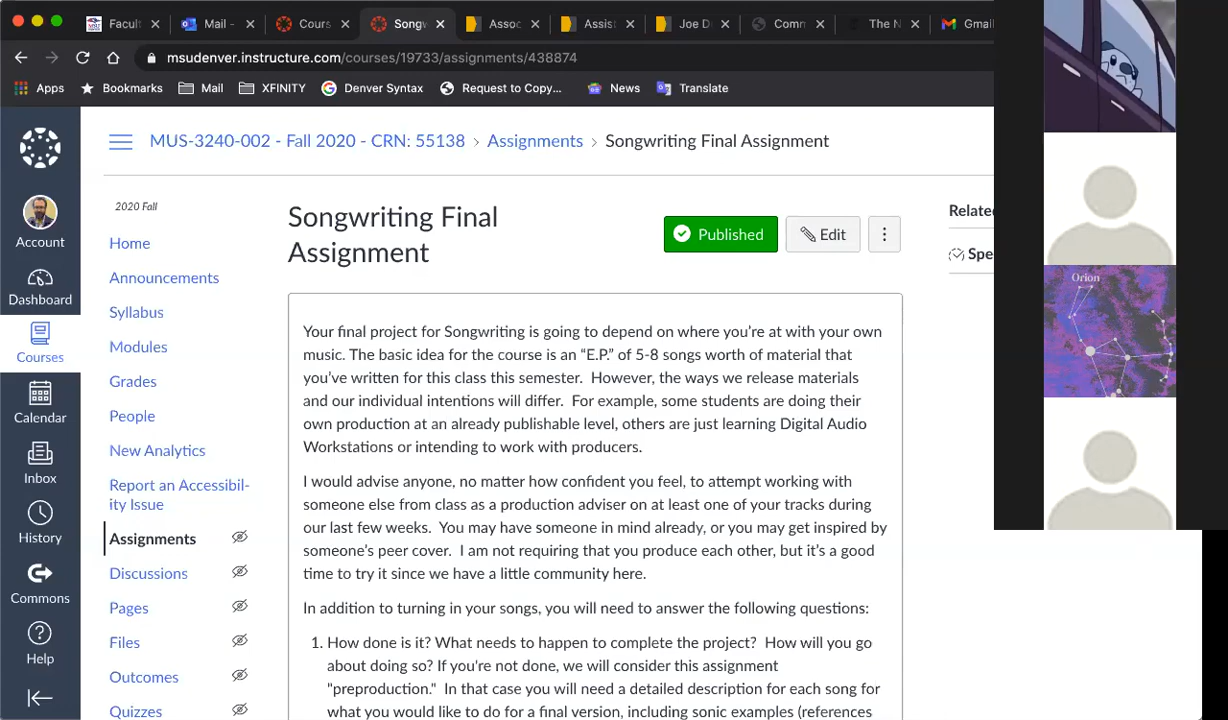 Facult
Mail -
Cours
Songw
Assoc
Assist
Joe D
Comm
The N
Gmail
msudenver.instructure.com/courses/19733/assignments/438874
Apps
Bookmarks
Mail
XFINITY
Denver Syntax
Request to Copy...
News
Translate
MUS-3240-002 - Fall 2020 - CRN: 55138 > Assignments > Songwriting Final Assignment
Account
Dashboard
Courses
Calendar
Inbox
History
Commons
Help
2020 Fall
Home
Announcements
Syllabus
Modules
Grades
People
New Analytics
Report an Accessibil-
ity Issue
Assignments
Discussions
Pages
Files
Outcomes
Quizzes
Songwriting Final
Assignment
Published
Edit
Your final project for Songwriting is going to depend on where you're at with your own
music. The basic idea for the course is an “E.P.” of 5-8 songs worth of material that
you've written for this class this semester. However, the ways we release materials
and our individual intentions will differ. For example, some students are doing their
own production at an already publishable level, others are just learning Digital Audio
Workstations or intending to work with producers.
I would advise anyone, no matter how confident you feel, to attempt working with
someone else from class as a production adviser on at least one of your tracks during
our last few weeks. You may have someone in mind already, or you may get inspired by
someone's peer cover. I am not requiring that you produce each other, but it's a good
time to try it since we have a little community here.
In addition to turning in your songs, you will need to answer the following questions:
1. How done is it? What needs to happen to complete the project? How will you go
about doing so? If you're not done, we will consider this assignment
"preproduction." In that case you will need a detailed description for each song for
what you would like to do for a final version, including sonic examples (references
Related
Spe
Orion